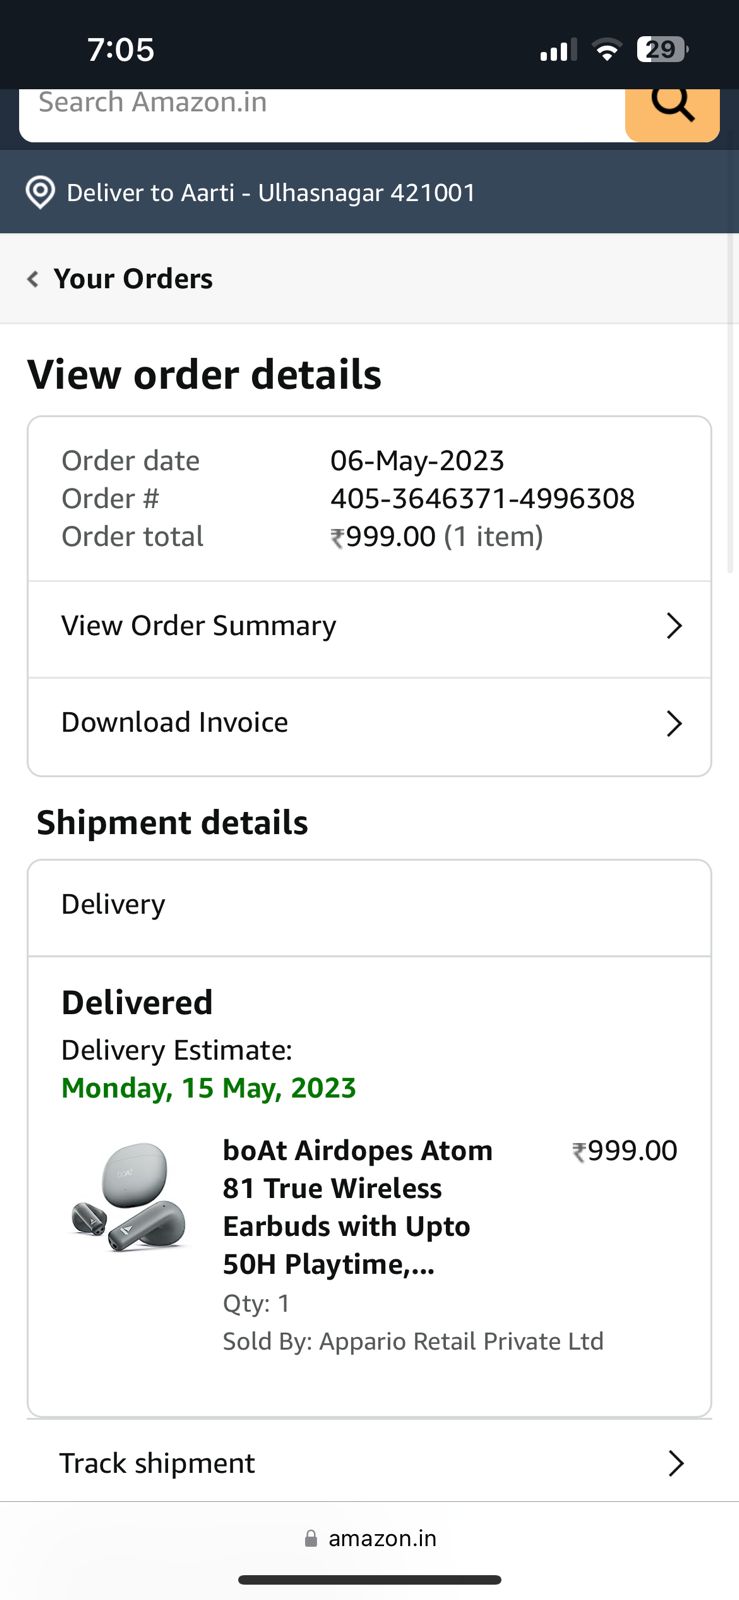 7:05
29
Search Amazon.in
Deliver to Aarti - Ulhasnagar 421001
Your Orders
View order details
Order date 06-May-2023
Order # 405-3646371-4996308
Order total ₹999.00 (1 item)
View Order Summary
Download Invoice
Shipment details
Delivery
Delivered
Delivery Estimate:
Monday, 15 May, 2023
boAt Airdopes Atom ₹999.00
81 True Wireless
Earbuds with Upto
50H Playtime,...
Qty: 1
Sold By: Appario Retail Private Ltd
Track shipment
amazon.in